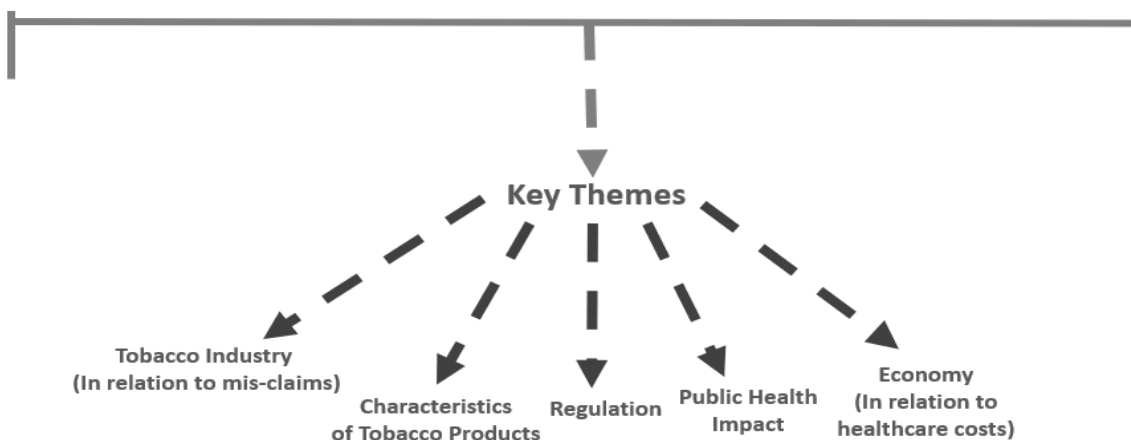 Key Themes
Tobacco Industry
(In relation to mis-claims)
Characteristics
of Tobacco Products
Regulation
Public Health
Impact
Economy
(In relation to
healthcare costs)